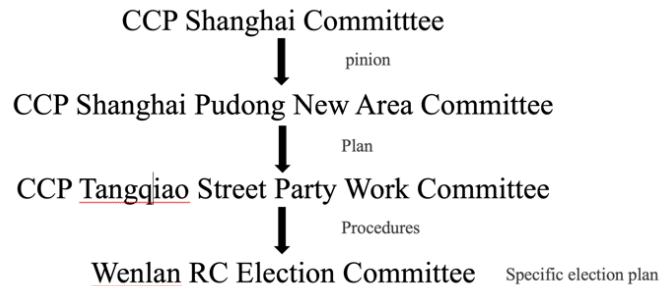 CCP Shanghai Committtee
pinion
CCP Shanghai Pudong New Area Committee
Plan
CCP Tangqiao Street Party Work Committee
Procedures
Wenlan RC Election Committee Specific election plan